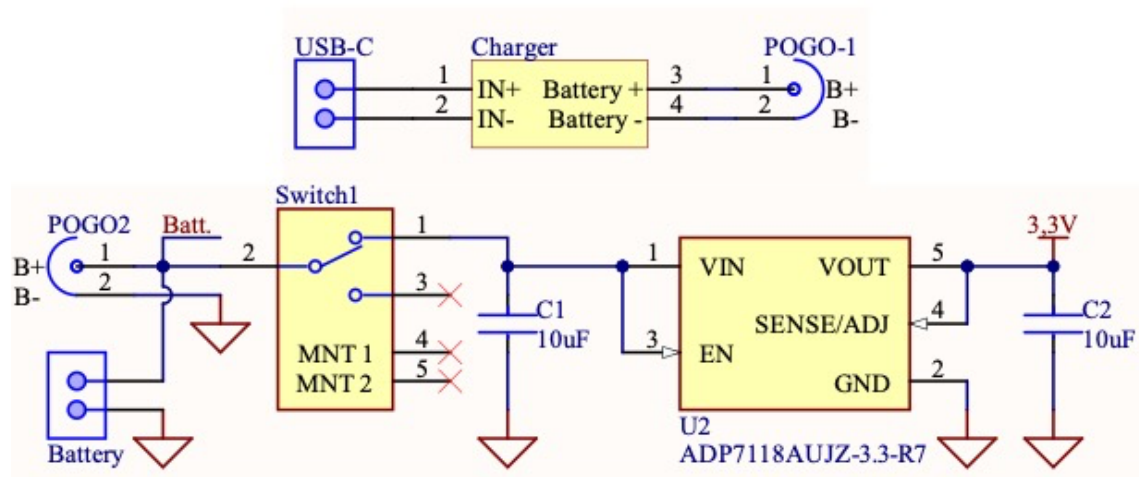 USB-C Charger POGO-1
1 IN+ Battery + 3 1 B+
2 IN- Battery - 4 2 B-
Switch1
POGO2 Batt. 1 3,3V
B+ 1 2 1 VIN VOUT 5
B- 2 3 C1 SENSE/ADJ 4 C2
10uF 10uF
MNT 1 4 3 EN
MNT 2 5 GND 2
Battery U2
ADP7118AUJZ-3.3-R7